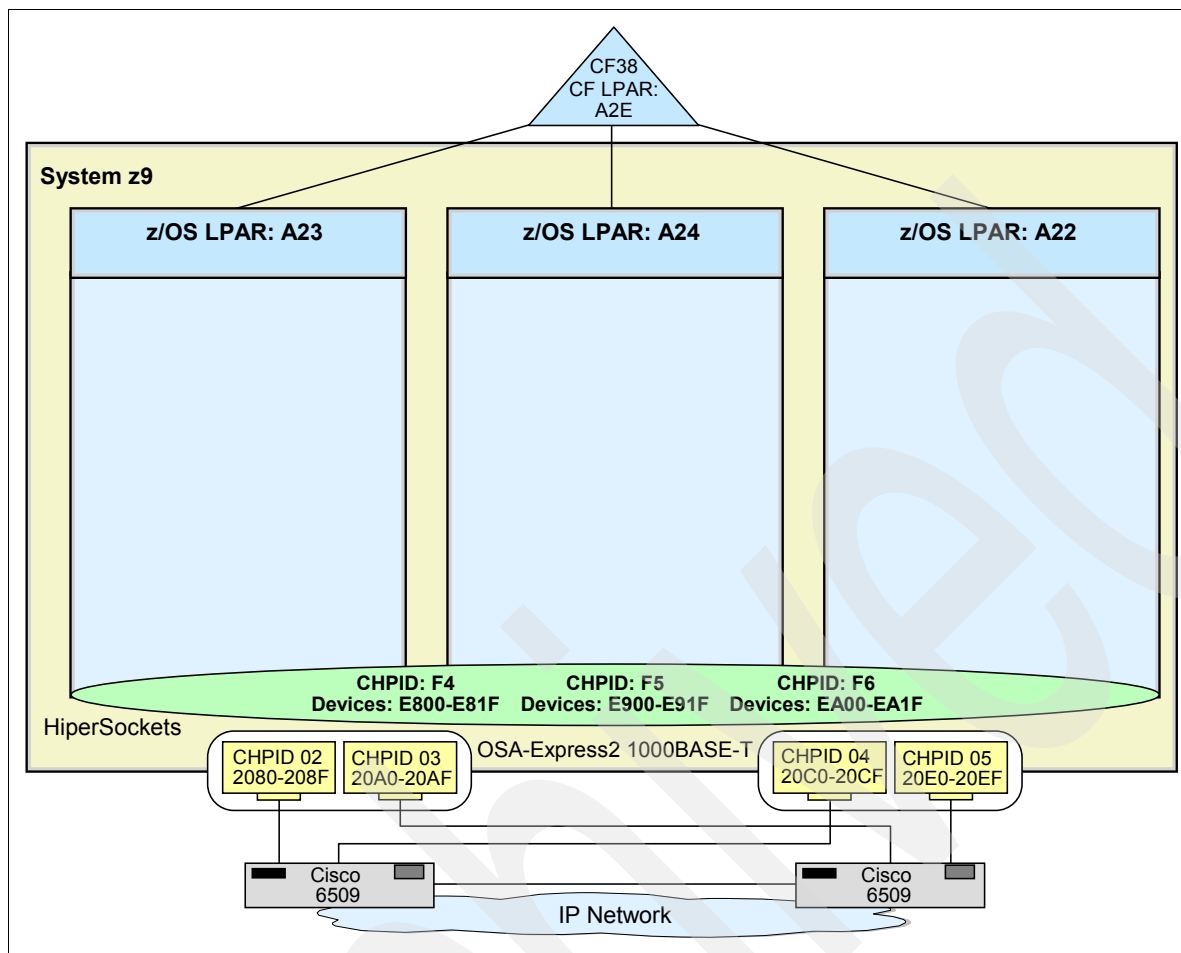 CF38
CF LPAR:
A2E
System z9
z/OS LPAR: A23
z/OS LPAR: A24
z/OS LPAR: A22
CHPID: F4
Devices: E800-E81F
CHPID: F5
Devices: E900-E91F
CHPID: F6
Devices: EA00-EA1F
HiperSockets
OSA-Express2 1000BASE-T
CHPID 02
2080-208F
CHPID 03
20A0-20AF
CHPID 04
20C0-20CF
CHPID 05
20E0-20EF
Cisco
6509
Cisco
6509
IP Network